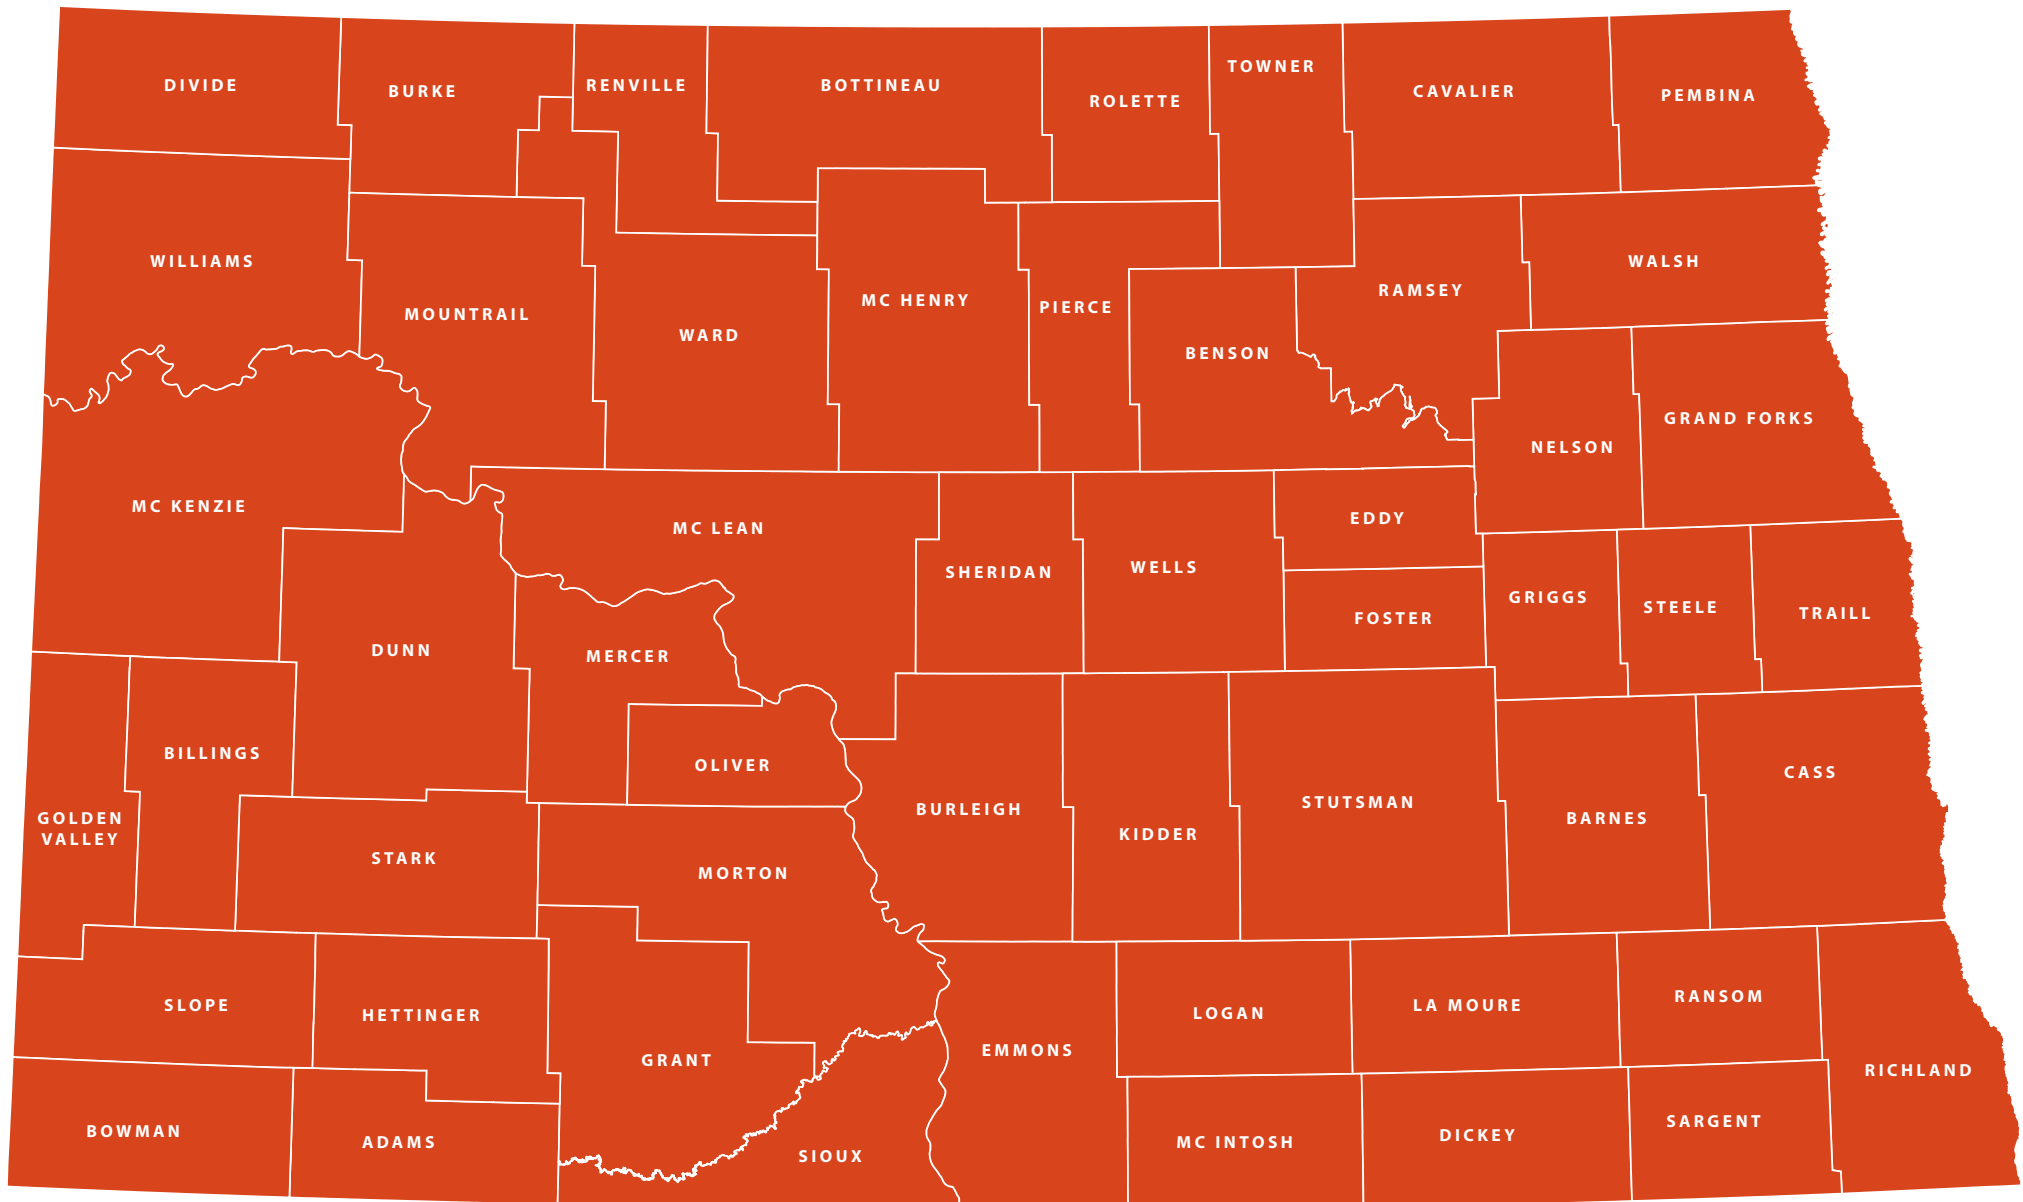 DIVIDE
BURKE
RENVILLE
BOTTINEAU
ROLETTE
TOWNER
CAVALIER
PEMBINA
WILLIAMS
MOUNTRAIL
WARD
MC HENRY
PIERCE
BENSON
RAMSEY
WALSH
MC KENZIE
MC LEAN
SHERIDAN
WELLS
EDDY
FOSTER
NELSON
GRAND FORKS
GRIGGS
STEELE
TRAILL
DUNN
MERCER
OLIVER
BILLINGS
GOLDEN
VALLEY
STARK
MORTON
BURLEIGH
KIDDER
STUTSMAN
BARNES
CASS
SLOPE
HETTINGER
GRANT
EMMONS
LOGAN
LA MOURE
RANSOM
RICHLAND
BOWMAN
ADAMS
SIOUX
MC INTOSH
DICKEY
SARGENT